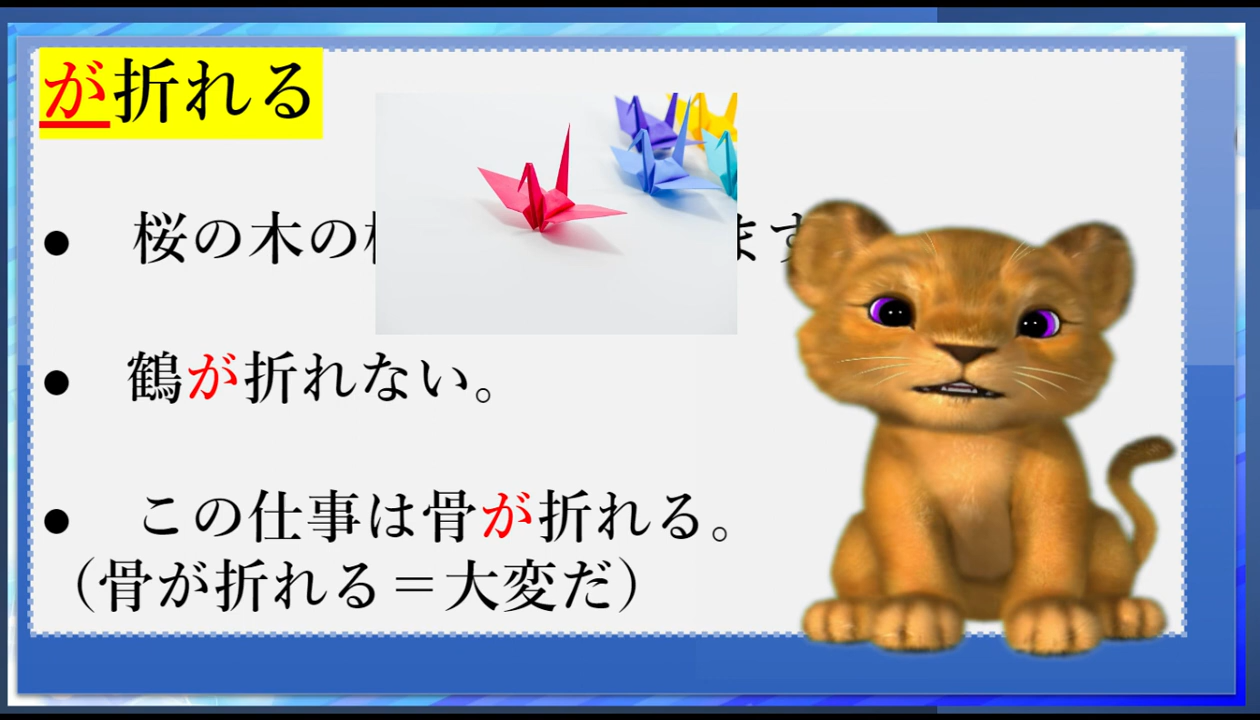 が折れる
● 桜の木の ます
● 鶴が折れない。
● この仕事は骨が折れる。
（骨が折れる＝大変だ）